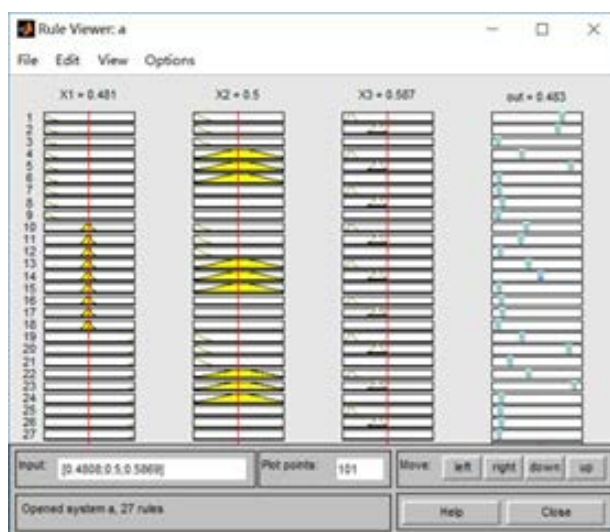 Rule Viewer: a
File Edit View Options
X1 = 0.481
X2 = 0.5
X3 = 0.587
out = 0.483
1
2
3
4
5
6
7
8
9
10
11
12
13
14
15
16
17
18
19
20
21
22
23
24
25
26
27
Input: [0.4808;0.5;0.5869]
Plot points: 101
Move: left right down up
Opened system a, 27 rules
Help Close